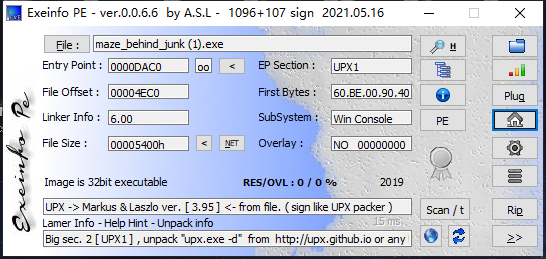 Exeinfo PE - ver.0.0.6.6 by A.S.L - 1096+107 sign 2021.05.16
File : maze_behind_junk (1).exe H
Entry Point : 0000DAC0 oo < EP Section : UPX1
File Offset : 00004EC0 First Bytes : 60.BE.00.90.40 Plug
Linker Info : 6.00 SubSystem : Win Console PE
File Size : 00005400h < NET Overlay : NO 00000000
Image is 32bit executable RES/OVL : 0 / 0 % 2019
Exeinfo Pe
UPX -> Markus & Laszlo ver. [ 3.95 ] <- from file. ( sign like UPX packer ) Scan / t Rip
Lamer Info - Help Hint - Unpack info 15 ms.
Big sec. 2 [ UPX1 ] , unpack "upx.exe -d" from http://upx.github.io or any >>